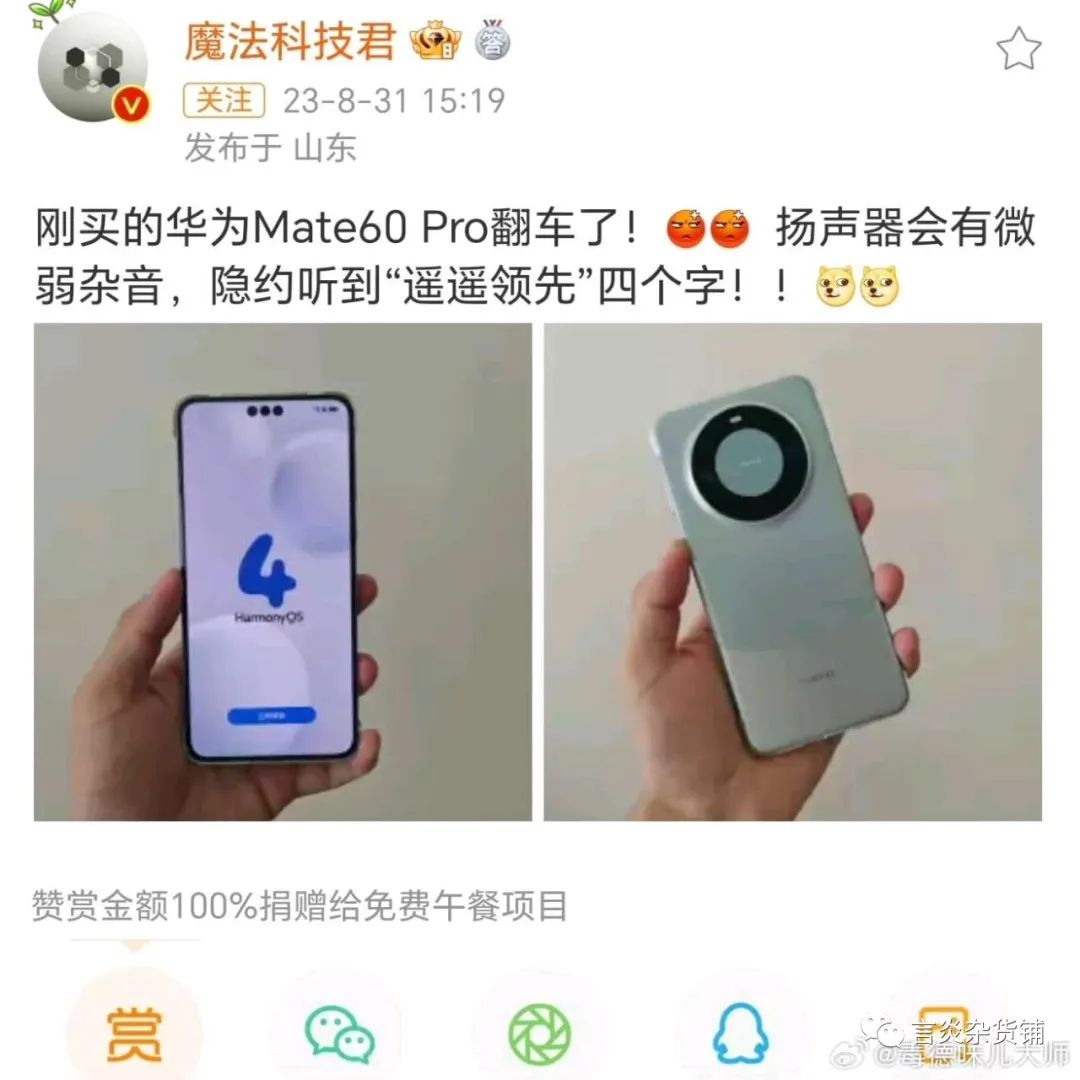 魔法科技君
答
V
关注 23-8-31 15:19
发布于 山东
刚买的华为Mate60 Pro翻车了! 扬声器会有微
弱杂音，隐约听到“遥遥领先”四个字！！
4
HarmonyOS
赞赏金额100%捐赠给免费午餐项目
赏
言炎杂货铺
@毒德味儿大师